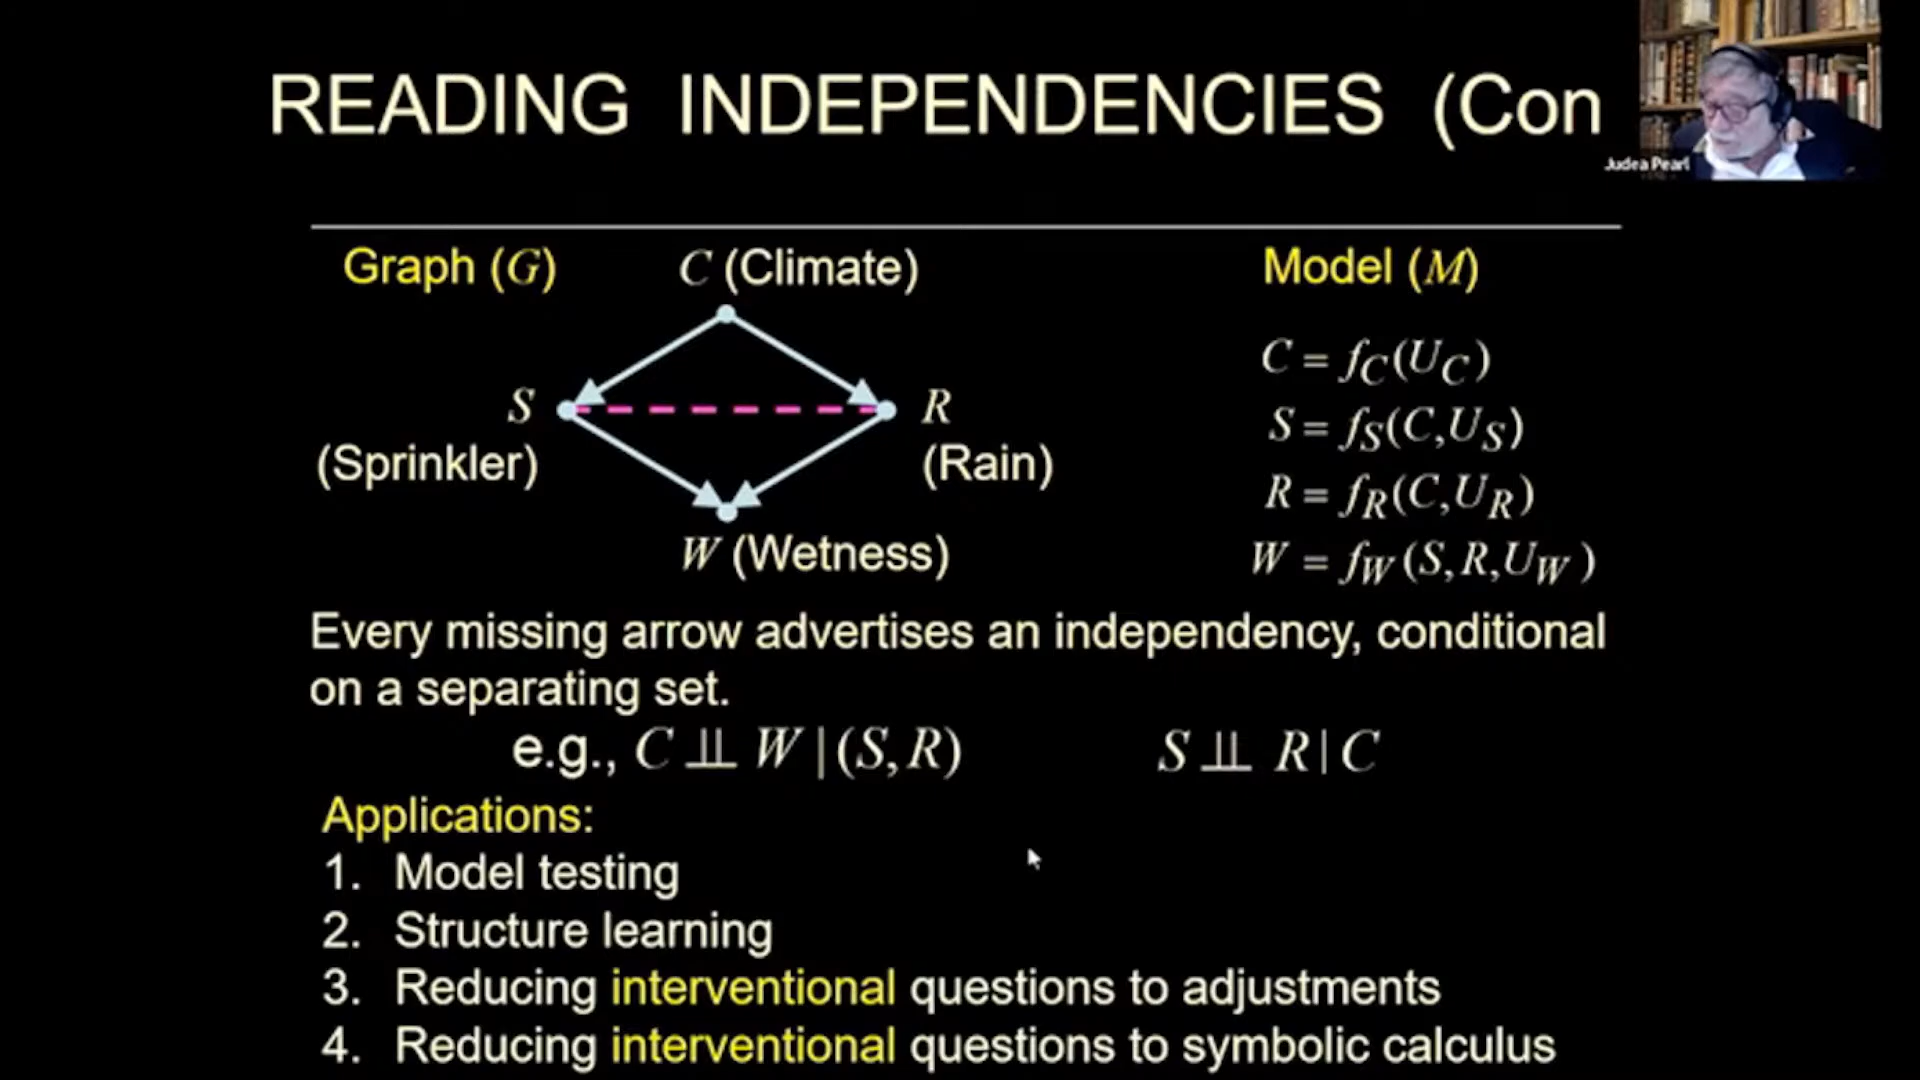 READING INDEPENDENCIES (Con
Judea Pearl
Graph (G)
C (Climate)
Model (M)
S
(Sprinkler)
R
(Rain)
W (Wetness)
C = f_C(U_C)
S = f_S(C,U_S)
R = f_R(C,U_R)
W = f_W(S,R,U_W)
Every missing arrow advertises an independency, conditional
on a separating set.
e.g., C ⫫ W | (S,R) S ⫫ R | C
Applications:
1. Model testing
2. Structure learning
3. Reducing interventional questions to adjustments
4. Reducing interventional questions to symbolic calculus